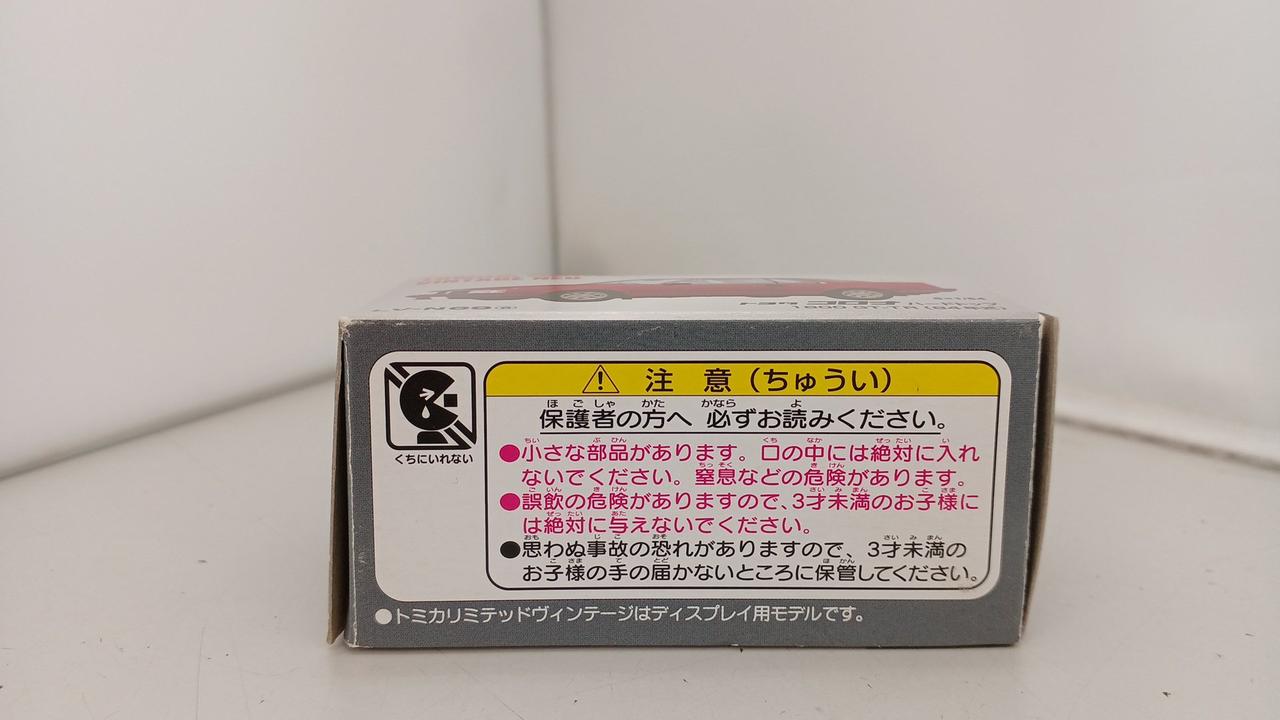 くちにいれない
注 意（ちゅうい）
保護者の方へ 必ずお読みください。
●小さな部品があります。口の中には絶対に入れ
ないでください。窒息などの危険があります。
●誤飲の危険がありますので、3才未満のお子様に
は絶対に与えないでください。
●思わぬ事故の恐れがありますので、3才未満の
お子様の手の届かないところに保管してください。
●トミカリミテッドヴィンテージはディスプレイ用モデルです。